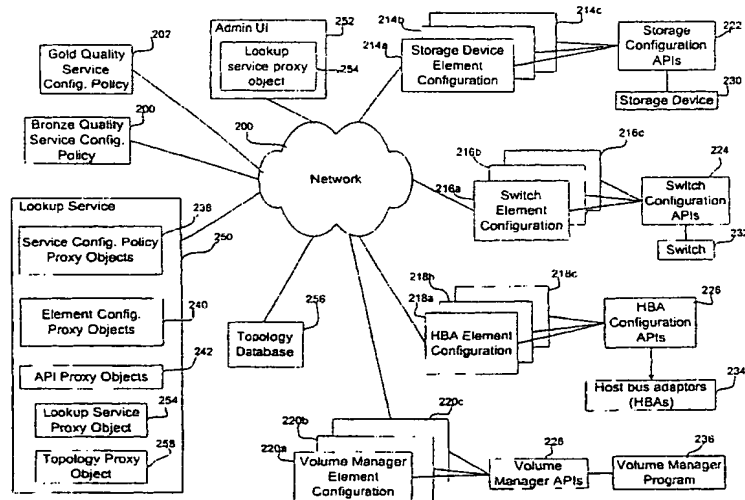 Gold Quality
Service
Config. Policy
202
Bronze Quality
Service Config.
Policy
200
Admin UI
252
Lookup
service proxy
object
254
214c
214b
214a
Storage Device
Element
Configuration
Storage
Configuration
APIs
222
230
Storage Device
200
Network
216c
216b
216a
Switch
Element
Configuration
224
Switch
Configuration
APIs
Switch
Lookup Service
238
Service Config. Policy
Proxy Objects
250
Element Config.
Proxy Objects
240
API Proxy Objects
242
254
Lookup Service
Proxy Object
258
Topology Proxy
Object
256
Topology
Database
218c
218b
218a
HBA Element
Configuration
226
HBA
Configuration
APIs
234
Host bus adaptors
(HBAs)
220c
220b
220a
Volume Manager
Element
Configuration
228
Volume
Manager APIs
236
Volume Manager
Program